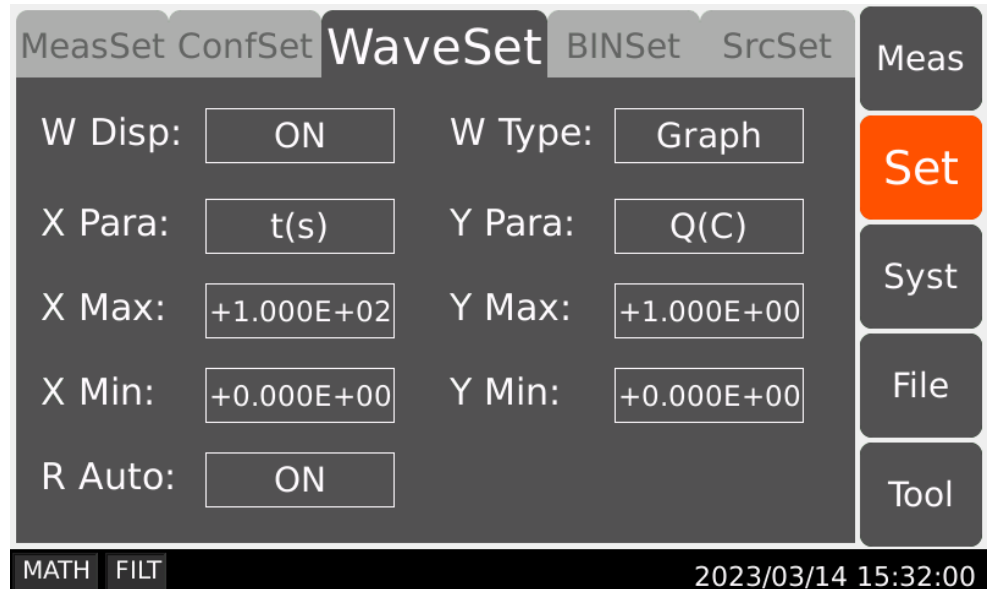 MeasSet ConfSet WaveSet BINSet SrcSet
Meas
W Disp: ON W Type: Graph
Set
X Para: t(s) Y Para: Q(C)
Syst
X Max: +1.000E+02 Y Max: +1.000E+00
X Min: +0.000E+00 Y Min: +0.000E+00
File
R Auto: ON
Tool
MATH FILT 2023/03/14 15:32:00